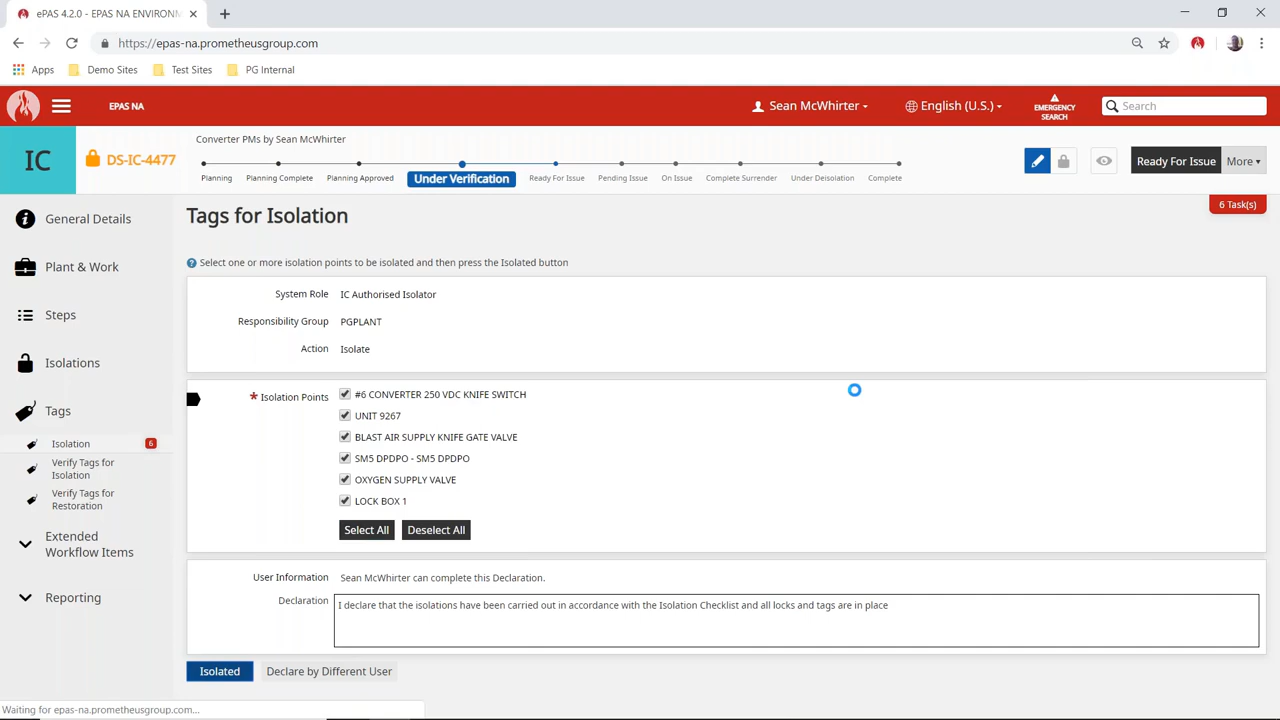 ePAS 4.2.0 - EPAS NA ENVIRONM
https://epas-na.prometheusgroup.com
Apps
Demo Sites
Test Sites
PG Internal
EPAS NA
Sean McWhirter
English (U.S.)
EMERGENCY
SEARCH
Search
IC
DS-IC-4477
Converter PMs by Sean McWhirter
Planning
Planning Complete
Planning Approved
Under Verification
Ready For Issue
Pending Issue
On Issue
Complete Surrender
Under Deisolation
Complete
Ready For Issue
More
General Details
Plant & Work
Steps
Isolations
Tags
Isolation 6
Verify Tags for
Isolation
Verify Tags for
Restoration
Extended
Workflow Items
Reporting
Tags for Isolation
6 Task(s)
Select one or more isolation points to be isolated and then press the Isolated button
System Role IC Authorised Isolator
Responsibility Group PGPLANT
Action Isolate
* Isolation Points
#6 CONVERTER 250 VDC KNIFE SWITCH
UNIT 9267
BLAST AIR SUPPLY KNIFE GATE VALVE
SM5 DPDPO - SM5 DPDPO
OXYGEN SUPPLY VALVE
LOCK BOX 1
Select All Deselect All
User Information Sean McWhirter can complete this Declaration.
Declaration I declare that the isolations have been carried out in accordance with the Isolation Checklist and all locks and tags are in place
Isolated Declare by Different User
Waiting for epas-na.prometheusgroup.com...